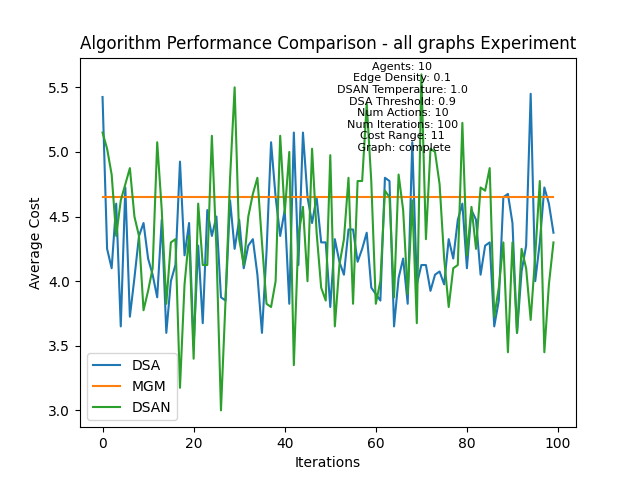 Algorithm Performance Comparison - all graphs Experiment
Agents: 10
Edge Density: 0.1
DSAN Temperature: 1.0
DSA Threshold: 0.9
Num Actions: 10
Num Iterations: 100
Cost Range: 11
Graph: complete
5.5
5.0
4.5
4.0
3.5
3.0
Average Cost
DSA
MGM
DSAN
0
20
40
60
80
100
Iterations